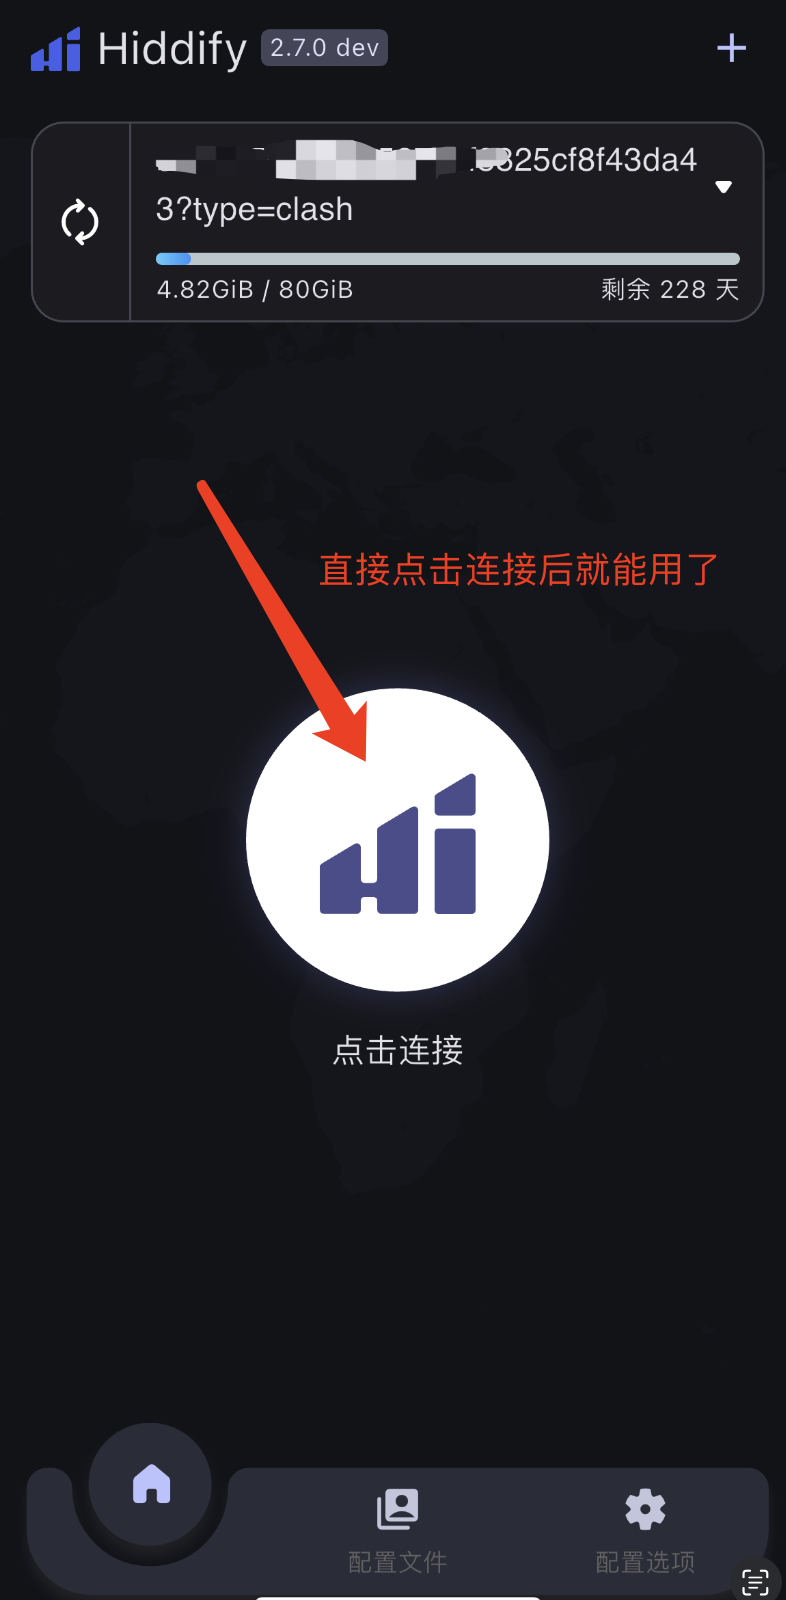 Hiddify 2.7.0 dev
325cf8f43da4
3?type=clash
4.82GiB / 80GiB 剩余 228 天
直接点击连接后就能用了
点击连接
配置文件 配置选项